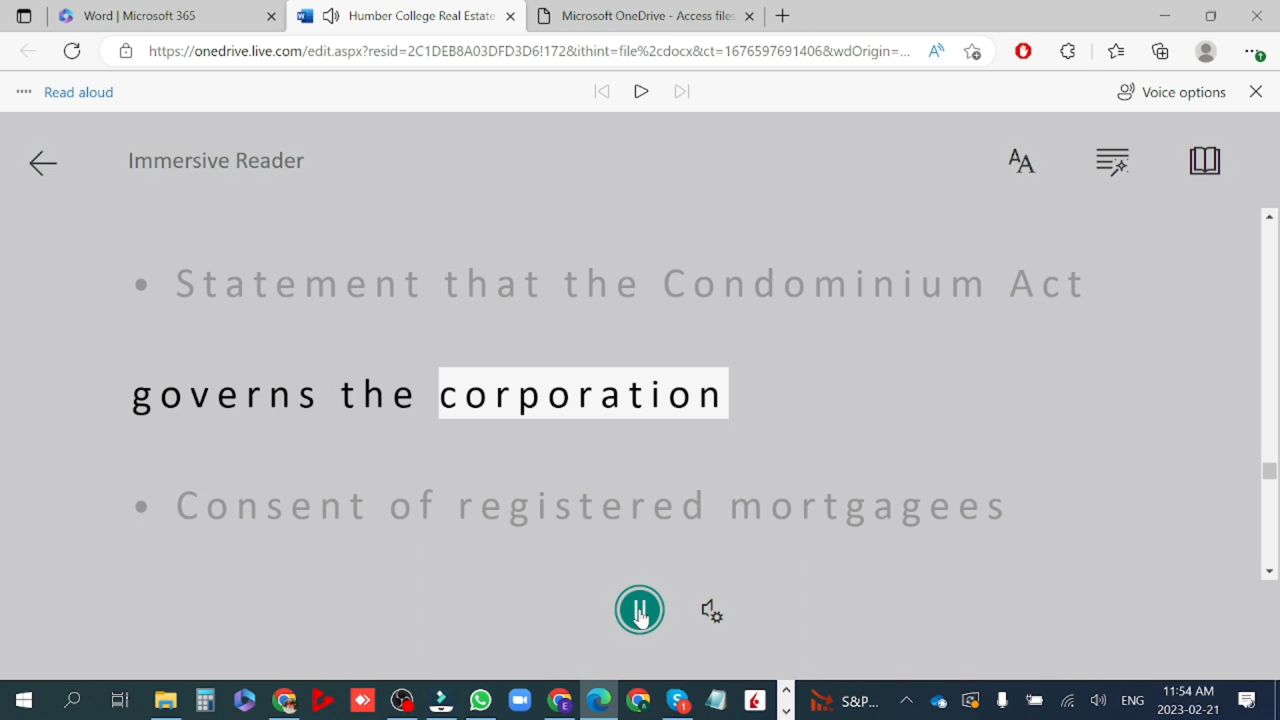 Word | Microsoft 365
Humber College Real Estate
Microsoft OneDrive - Access files
https://onedrive.live.com/edit.aspx?resid=2C1DEB8A03DFD3D6!172&ithint=file%2cdocx&ct=1676597691406&wdOrigin=...
Read aloud
Voice options
Immersive Reader
• Statement that the Condominium Act
governs the corporation
• Consent of registered mortgagees
S&P...
ENG
11:54 AM
2023-02-21